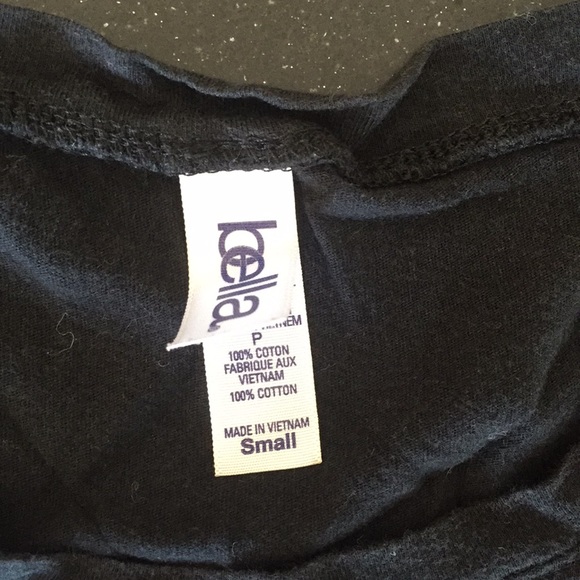 bella
P
100% COTON
FABRIQUE AUX
VIETNAM
100% COTTON
MADE IN VIETNAM
Small